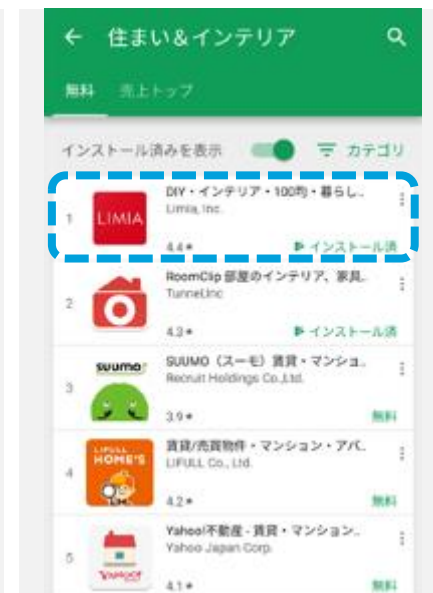 住まい&インテリア
無料 売上トップ
インストール済みを表示 カテゴリ
1
LIMIA
DIY・インテリア・100均・暮らし..
Limia, Inc.
4.4★ インストール済
2
RoomClip 部屋のインテリア、家具..
TunnelInc
4.3★ インストール済
3
suumo
SUUMO（スーモ）賃貸・マンショ..
Recruit Holdings Co.,Ltd.
3.9★ 無料
4
LIFULL
HOME'S
賃貸/売買物件・マンション・アパ..
LIFULL Co., Ltd.
4.2★ 無料
5
YAHOO!
Yahoo!不動産 - 賃貸・マンション..
Yahoo Japan Corp.
4.1★ 無料